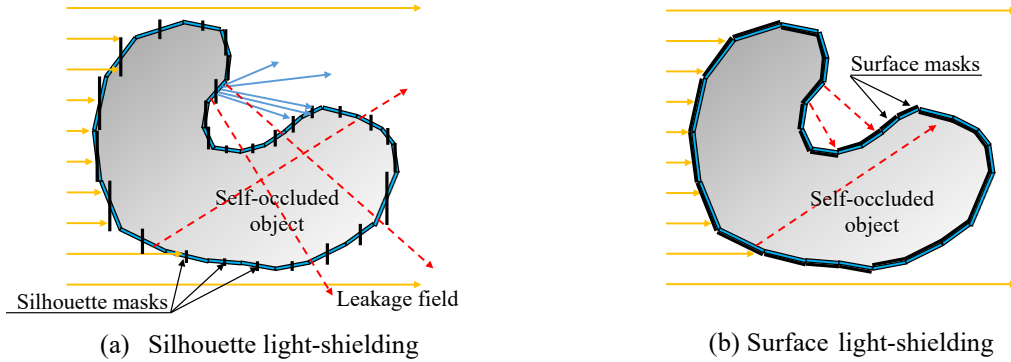 Self-occluded
object
Silhouette masks
Leakage field
(a) Silhouette light-shielding
Surface masks
Self-occluded
object
(b) Surface light-shielding